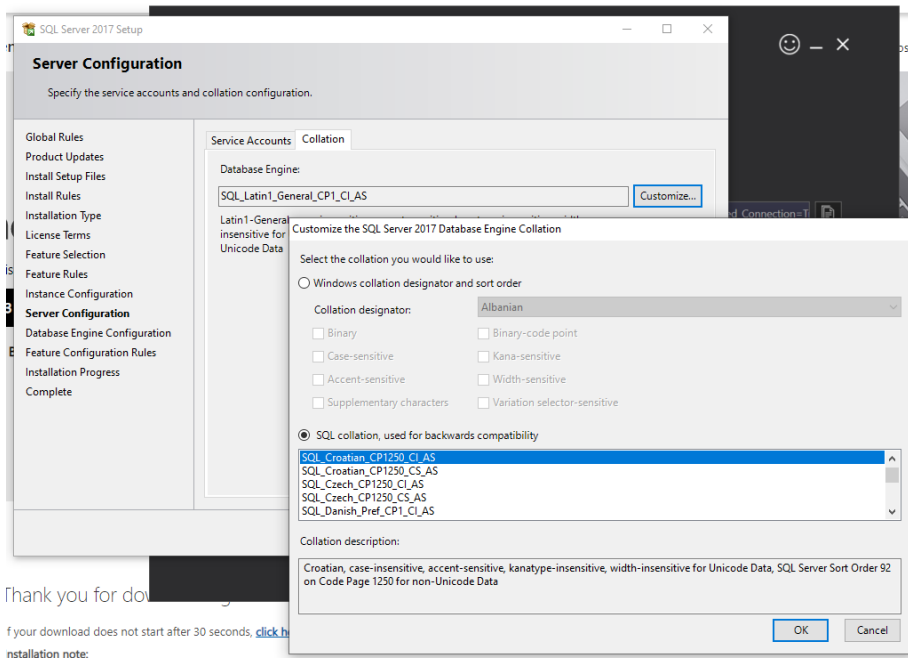 SQL Server 2017 Setup
Server Configuration
Specify the service accounts and collation configuration.
Global Rules
Product Updates
Install Setup Files
Install Rules
Installation Type
License Terms
Feature Selection
Feature Rules
Instance Configuration
Server Configuration
Database Engine Configuration
Feature Configuration Rules
Installation Progress
Complete
Service Accounts
Collation
Database Engine:
SQL_Latin1_General_CP1_CI_AS
Customize...
Latin1-General
insensitive for
Unicode Data
Connection=T
Customize the SQL Server 2017 Database Engine Collation
Select the collation you would like to use:
Windows collation designator and sort order
Collation designator:
Albanian
Binary
Binary-code point
Case-sensitive
Kana-sensitive
Accent-sensitive
Width-sensitive
Supplementary characters
Variation selector-sensitive
SQL collation, used for backwards compatibility
SQL_Croatian_CP1250_CI_AS
SQL_Croatian_CP1250_CS_AS
SQL_Czech_CP1250_CI_AS
SQL_Czech_CP1250_CS_AS
SQL_Danish_Pref_CP1_CI_AS
Collation description:
Croatian, case-insensitive, accent-sensitive, kanatype-insensitive, width-insensitive for Unicode Data, SQL Server Sort Order 92
on Code Page 1250 for non-Unicode Data
OK
Cancel
Thank you for dow
f your download does not start after 30 seconds, click h
nstallation note: